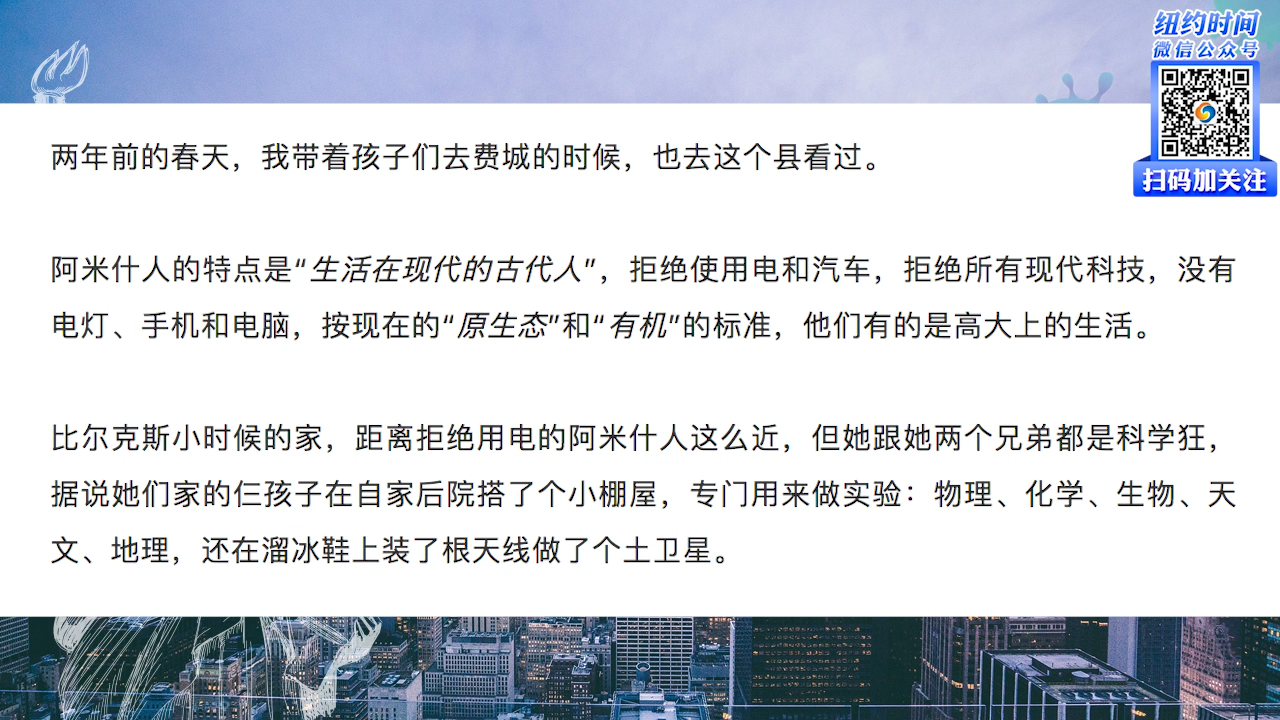 纽约时间
微信公众号
扫码加关注
两年前的春天，我带着孩子们去费城的时候，也去这个县看过。
阿米什人的特点是“生活在现代的古代人”，拒绝使用电和汽车，拒绝所有现代科技，没有
电灯、手机和电脑，按现在的“原生态”和“有机”的标准，他们有的是高大上的生活。
比尔克斯小时候的家，距离拒绝用电的阿米什人这么近，但她跟她两个兄弟都是科学狂，
据说她们家的仨孩子在自家后院搭了个小棚屋，专门用来做实验：物理、化学、生物、天
文、地理，还在溜冰鞋上装了根天线做了个土卫星。